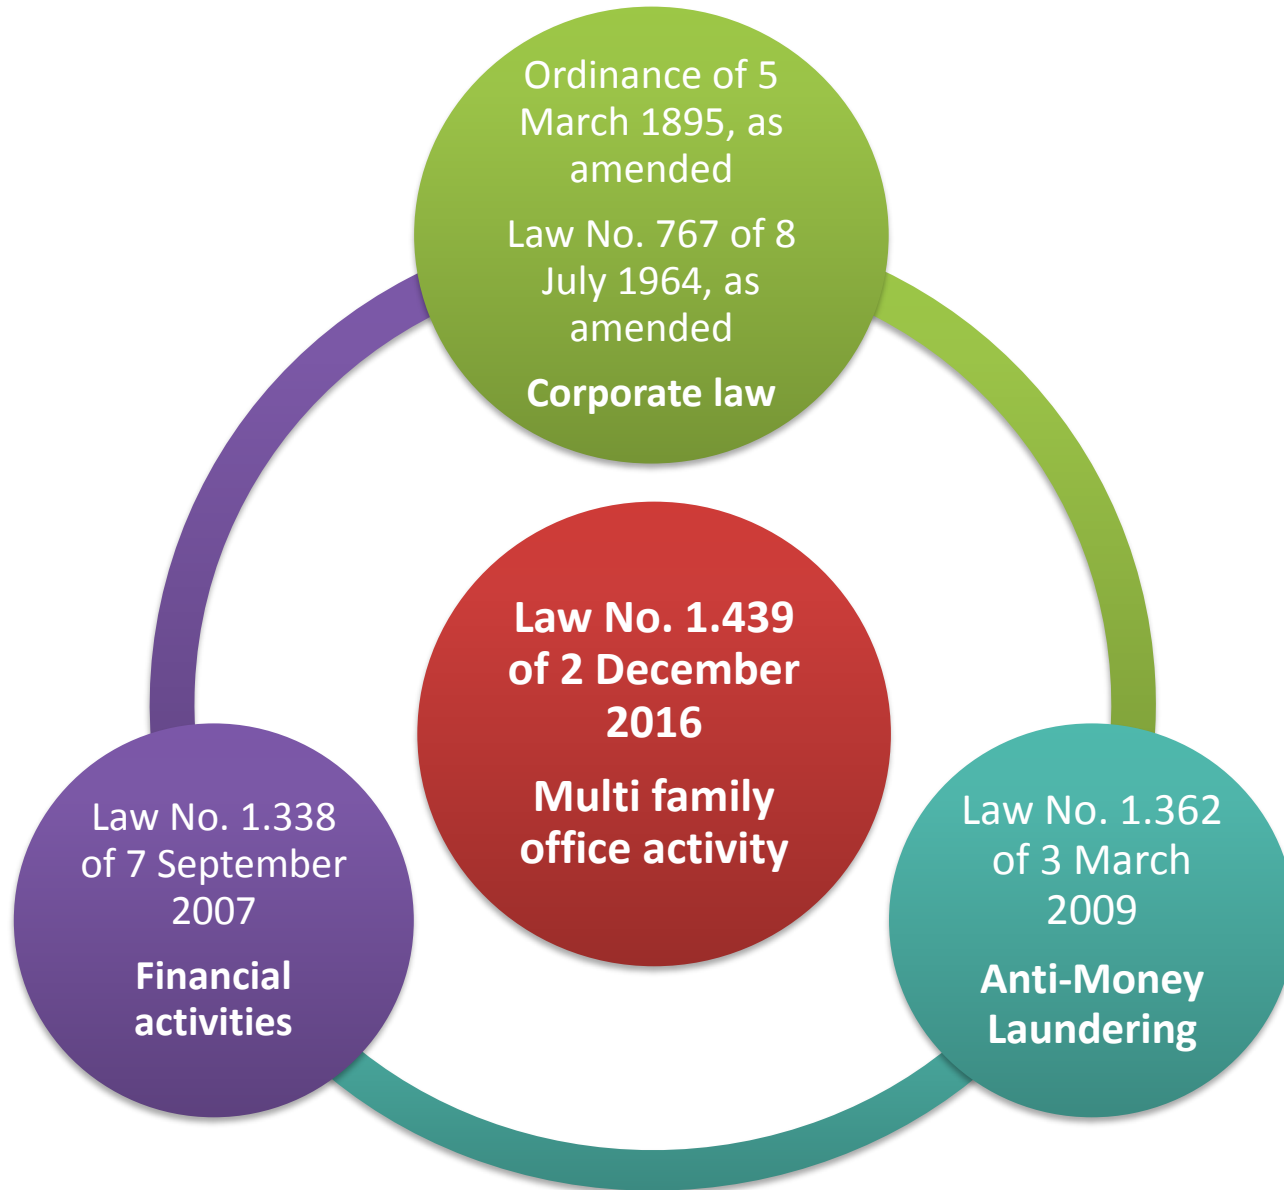 Ordinance of 5
March 1895, as
amended
Law No. 767 of 8
July 1964, as
amended
Corporate law
Law No. 1.439
of 2 December
2016
Multi family
office activity
Law No. 1.338
of 7 September
2007
Financial
activities
Law No. 1.362
of 3 March
2009
Anti-Money
Laundering